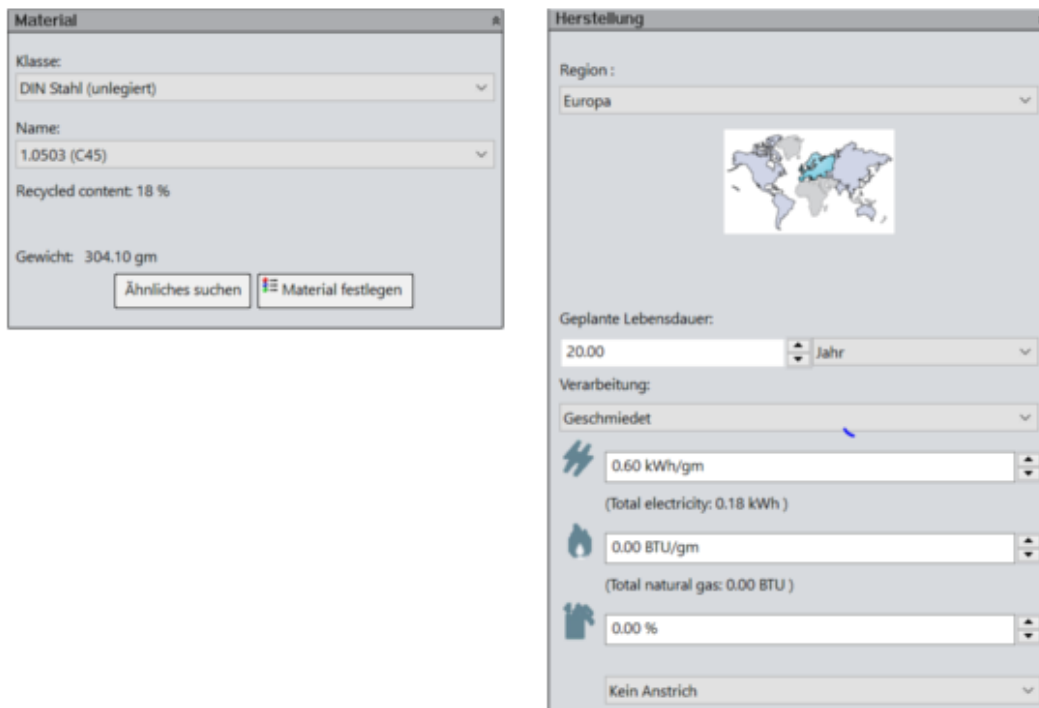 Material
Klasse:
DIN Stahl (unlegiert)
Name:
1.0503 (C45)
Recycled content: 18 %
Gewicht: 304.10 gm
Ähnliches suchen
Material festlegen
Herstellung
Region :
Europa
Geplante Lebensdauer:
20.00
Jahr
Verarbeitung:
Geschmiedet
0.60 kWh/gm
(Total electricity: 0.18 kWh )
0.00 BTU/gm
(Total natural gas: 0.00 BTU )
0.00 %
Kein Anstrich